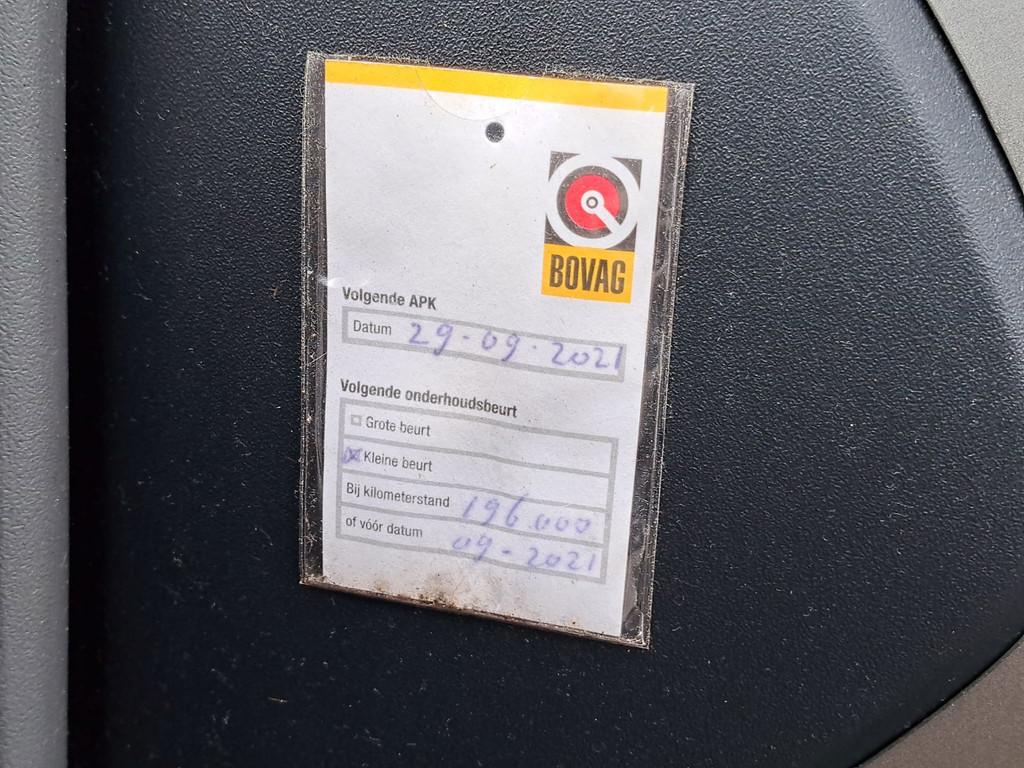 BOVAG
Volgende APK
Datum 29-09-2021
Volgende onderhoudsbeurt
Grote beurt
Kleine beurt
Bij kilometerstand 196.000
of vóór datum 09-2021